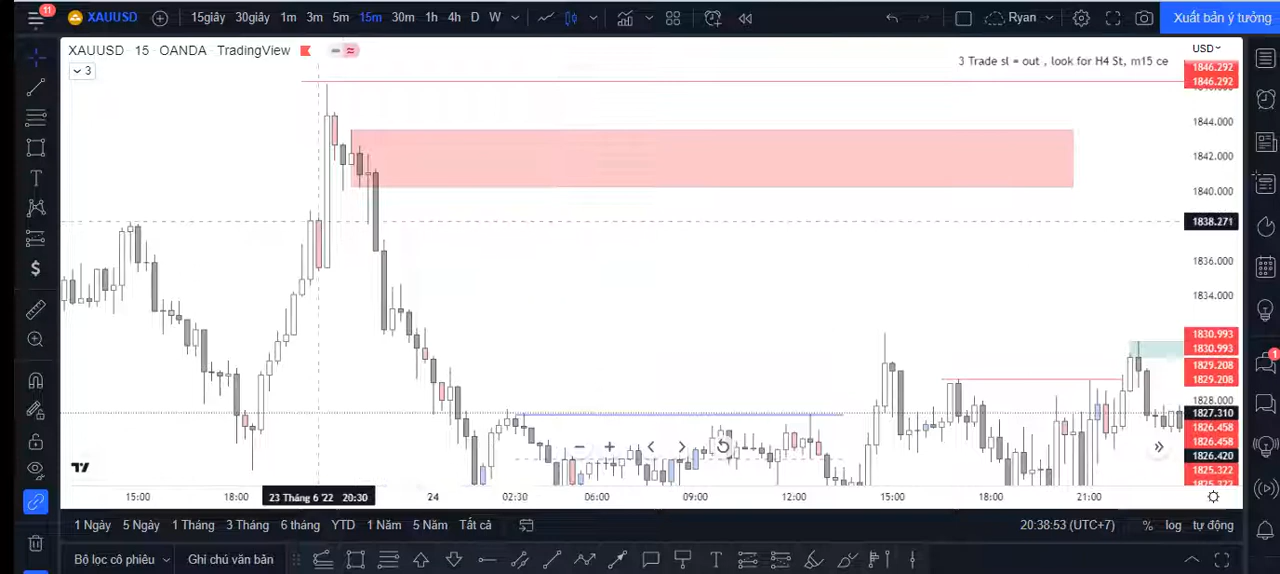 11
XAUUSD
15giây 30giây 1m 3m 5m 15m 30m 1h 4h D W
Ryan
Xuất bản ý tưởng
XAUUSD · 15 · OANDA · TradingView
USD
3
3 Trade sl = out , look for H4 St, m15 ce
1846.292
1846.292
1844.000
1842.000
1840.000
1838.271
1836.000
1834.000
1830.993
1830.993
1829.208
1829.208
1828.000
1827.310
1826.458
1826.458
1826.420
1825.322
1825.322
1
15:00 18:00 23 Tháng 6 '22 20:30 24 02:30 06:00 09:00 12:00 15:00 18:00 21:00
1 Ngày 5 Ngày 1 Tháng 3 Tháng 6 tháng YTD 1 Năm 5 Năm Tất cả
20:38:53 (UTC+7) % log tự động
Bộ lọc cổ phiếu Ghi chú văn bản